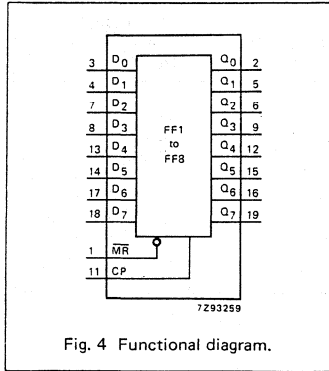 3 D0 Q0 2
4 D1 Q1 5
7 D2 Q2 6
8 D3 Q3 9
13 D4 Q4 12
14 D5 Q5 15
17 D6 Q6 16
18 D7 Q7 19
FF1
to
FF8
1 M̅R̅
11 CP
7Z93259
Fig. 4 Functional diagram.